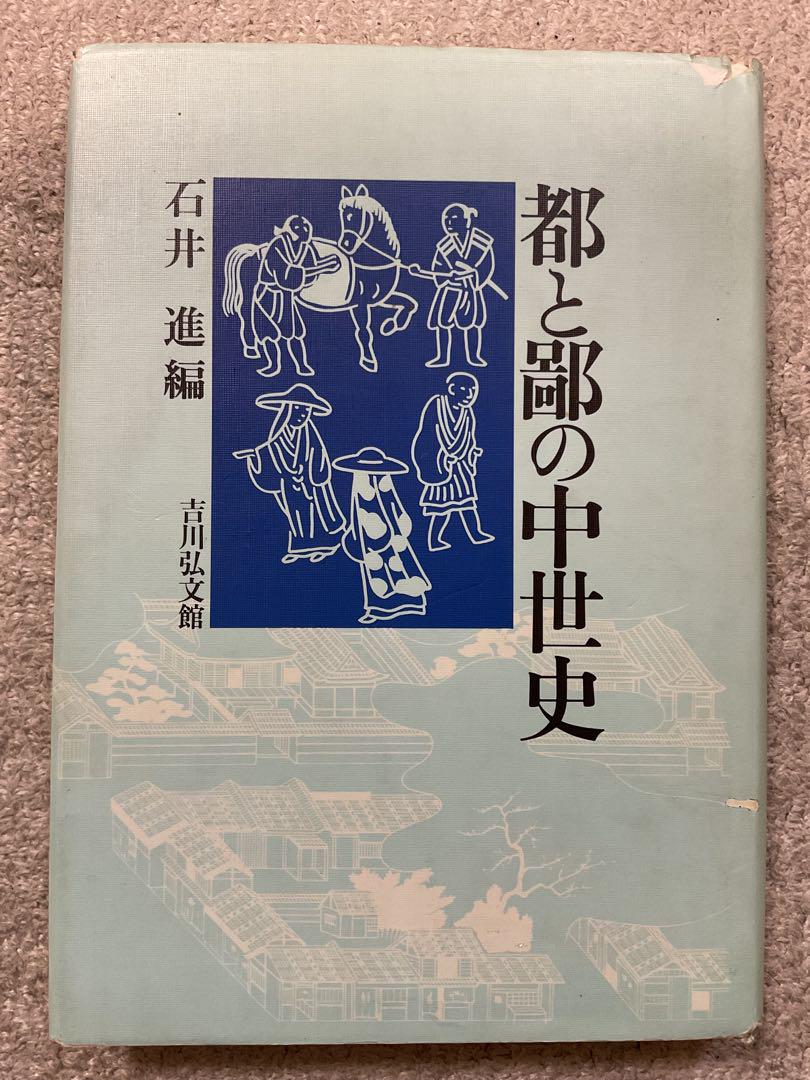 都と鄙の中世史
石井 進編
吉川弘文館